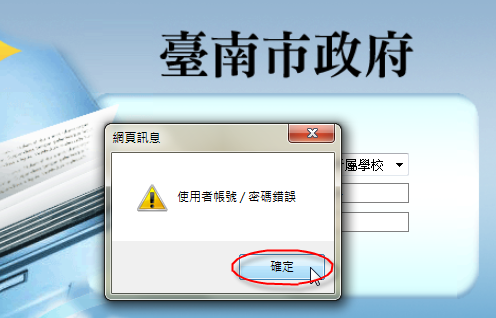 臺南市政府
網頁訊息
屬學校
使用者帳號 / 密碼錯誤
確定